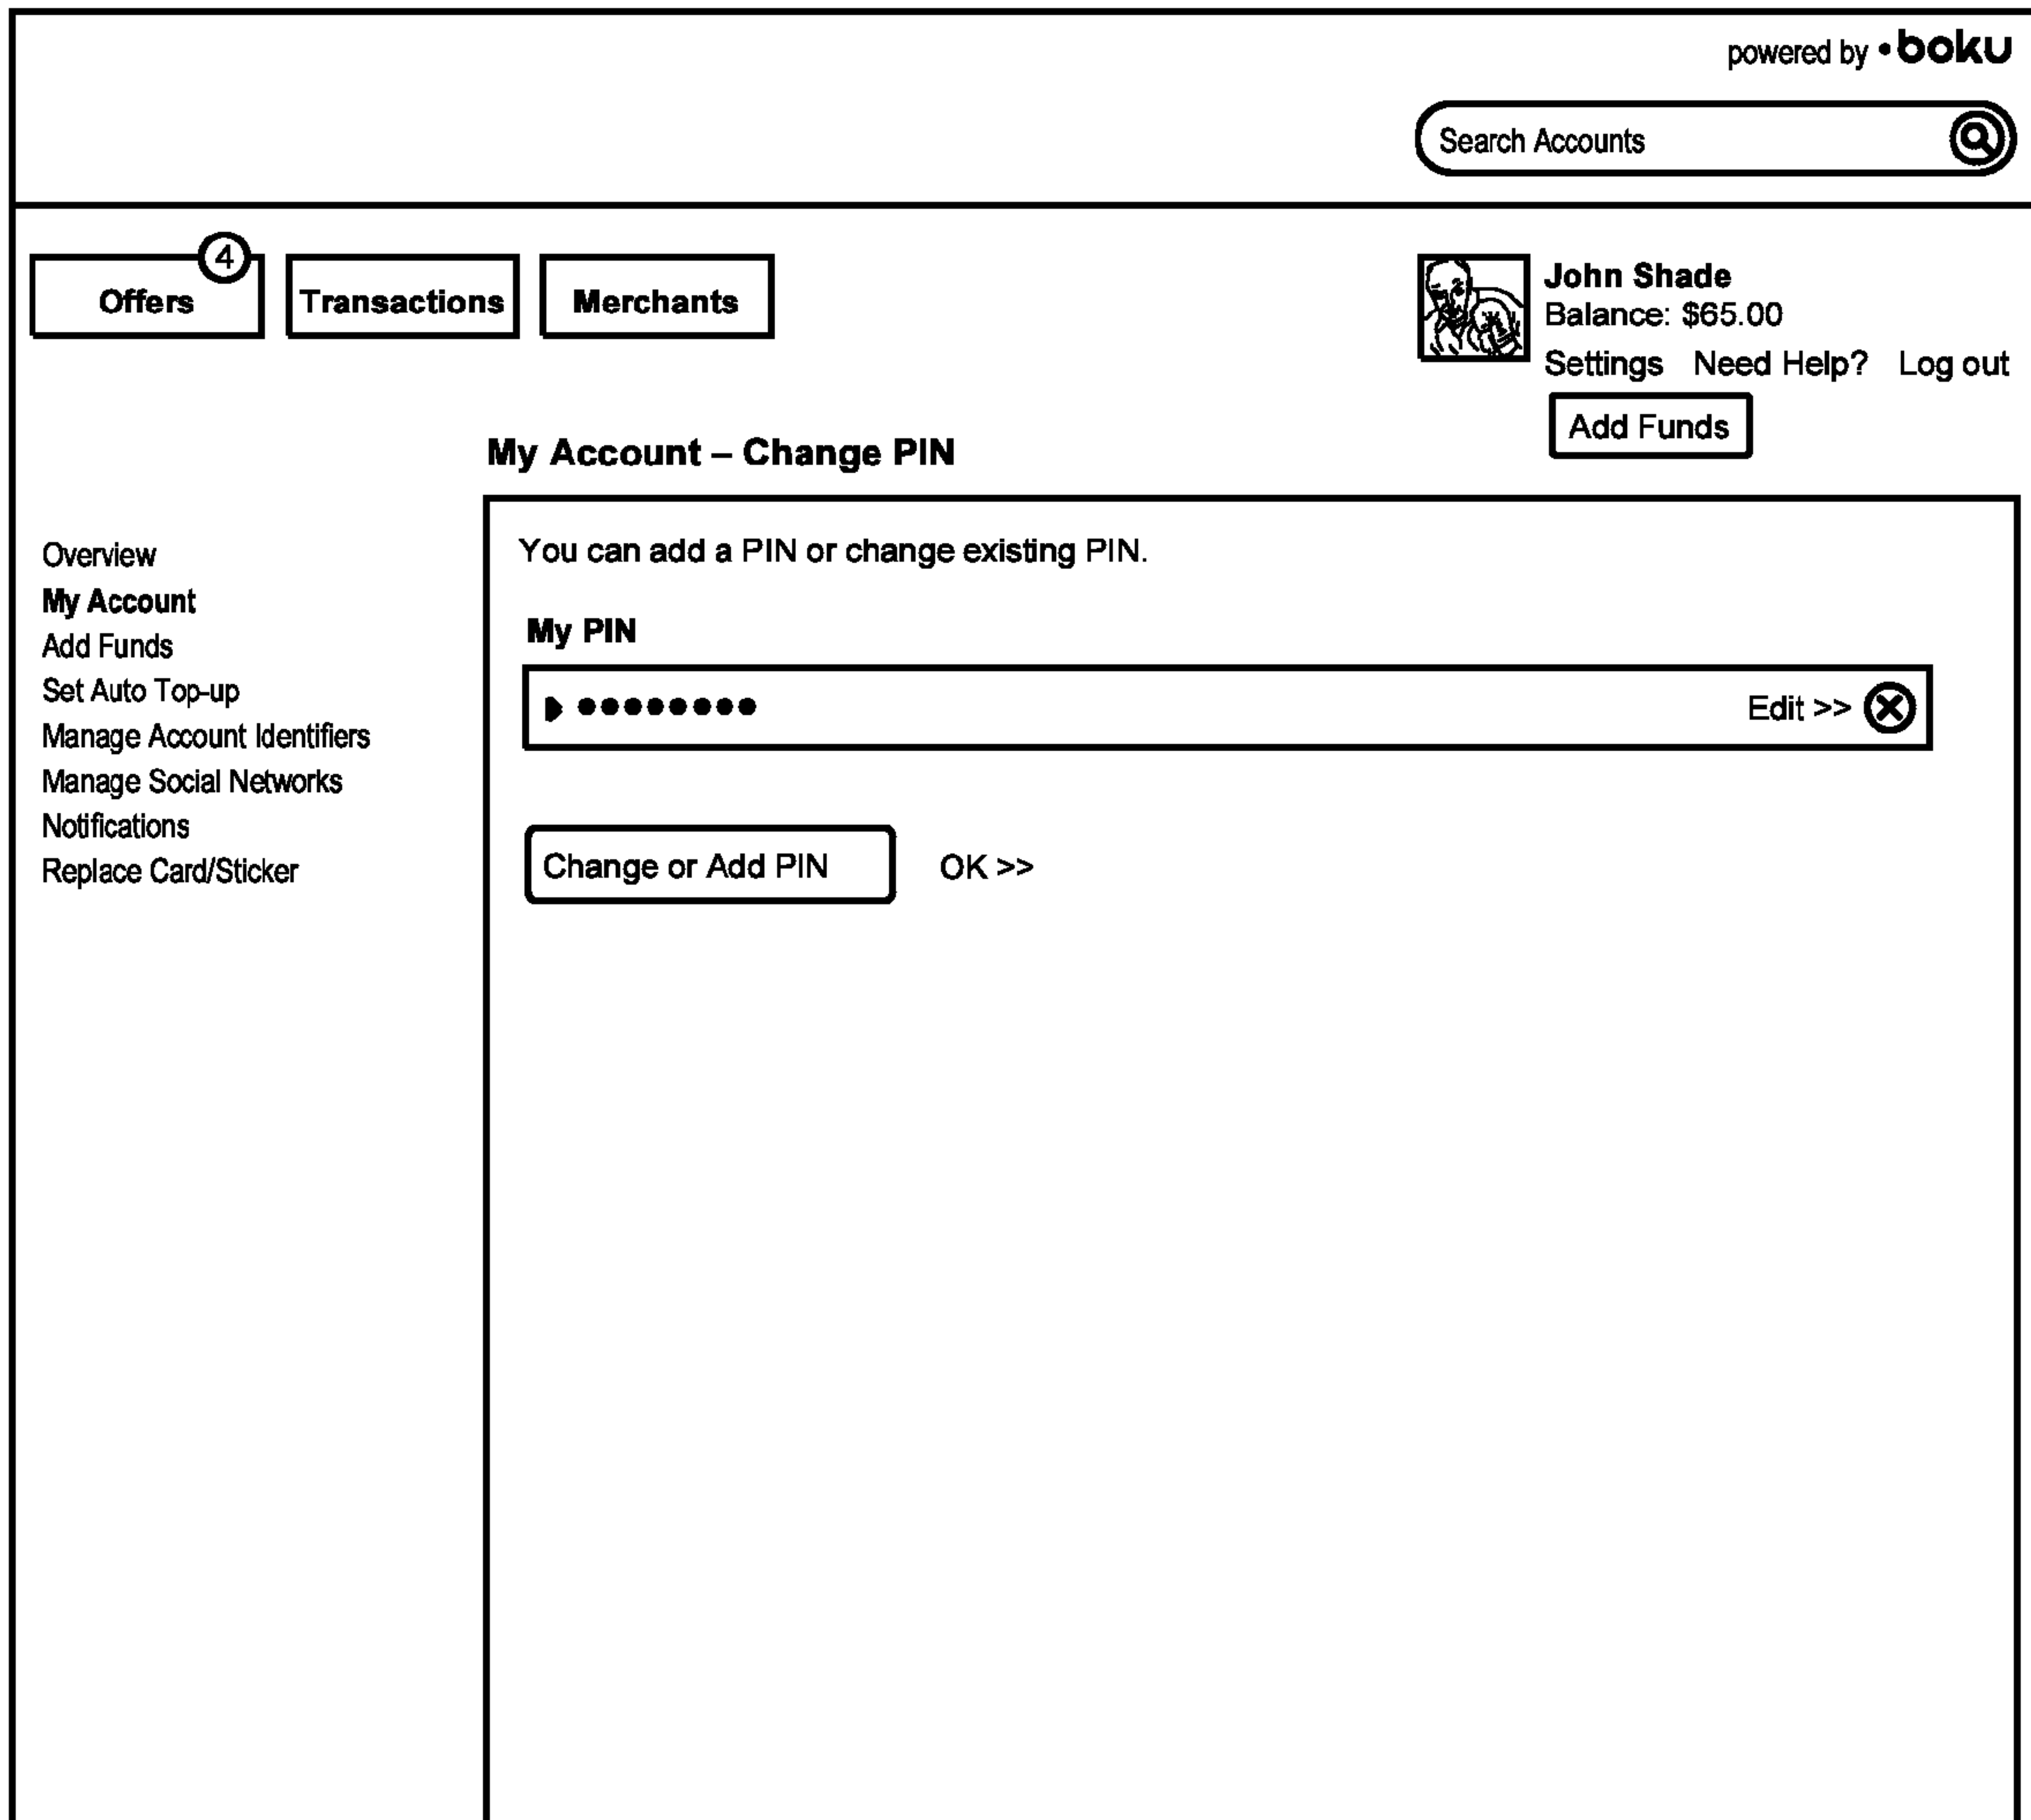 powered by •boku
Search Accounts
4
Offers
Transactions
Merchants
John Shade
Balance: $65.00
Settings Need Help? Log out
Add Funds
My Account – Change PIN
Overview
My Account
Add Funds
Set Auto Top-up
Manage Account Identifiers
Manage Social Networks
Notifications
Replace Card/Sticker
You can add a PIN or change existing PIN.
My PIN
●●●●●●●● Edit >>
Change or Add PIN OK >>